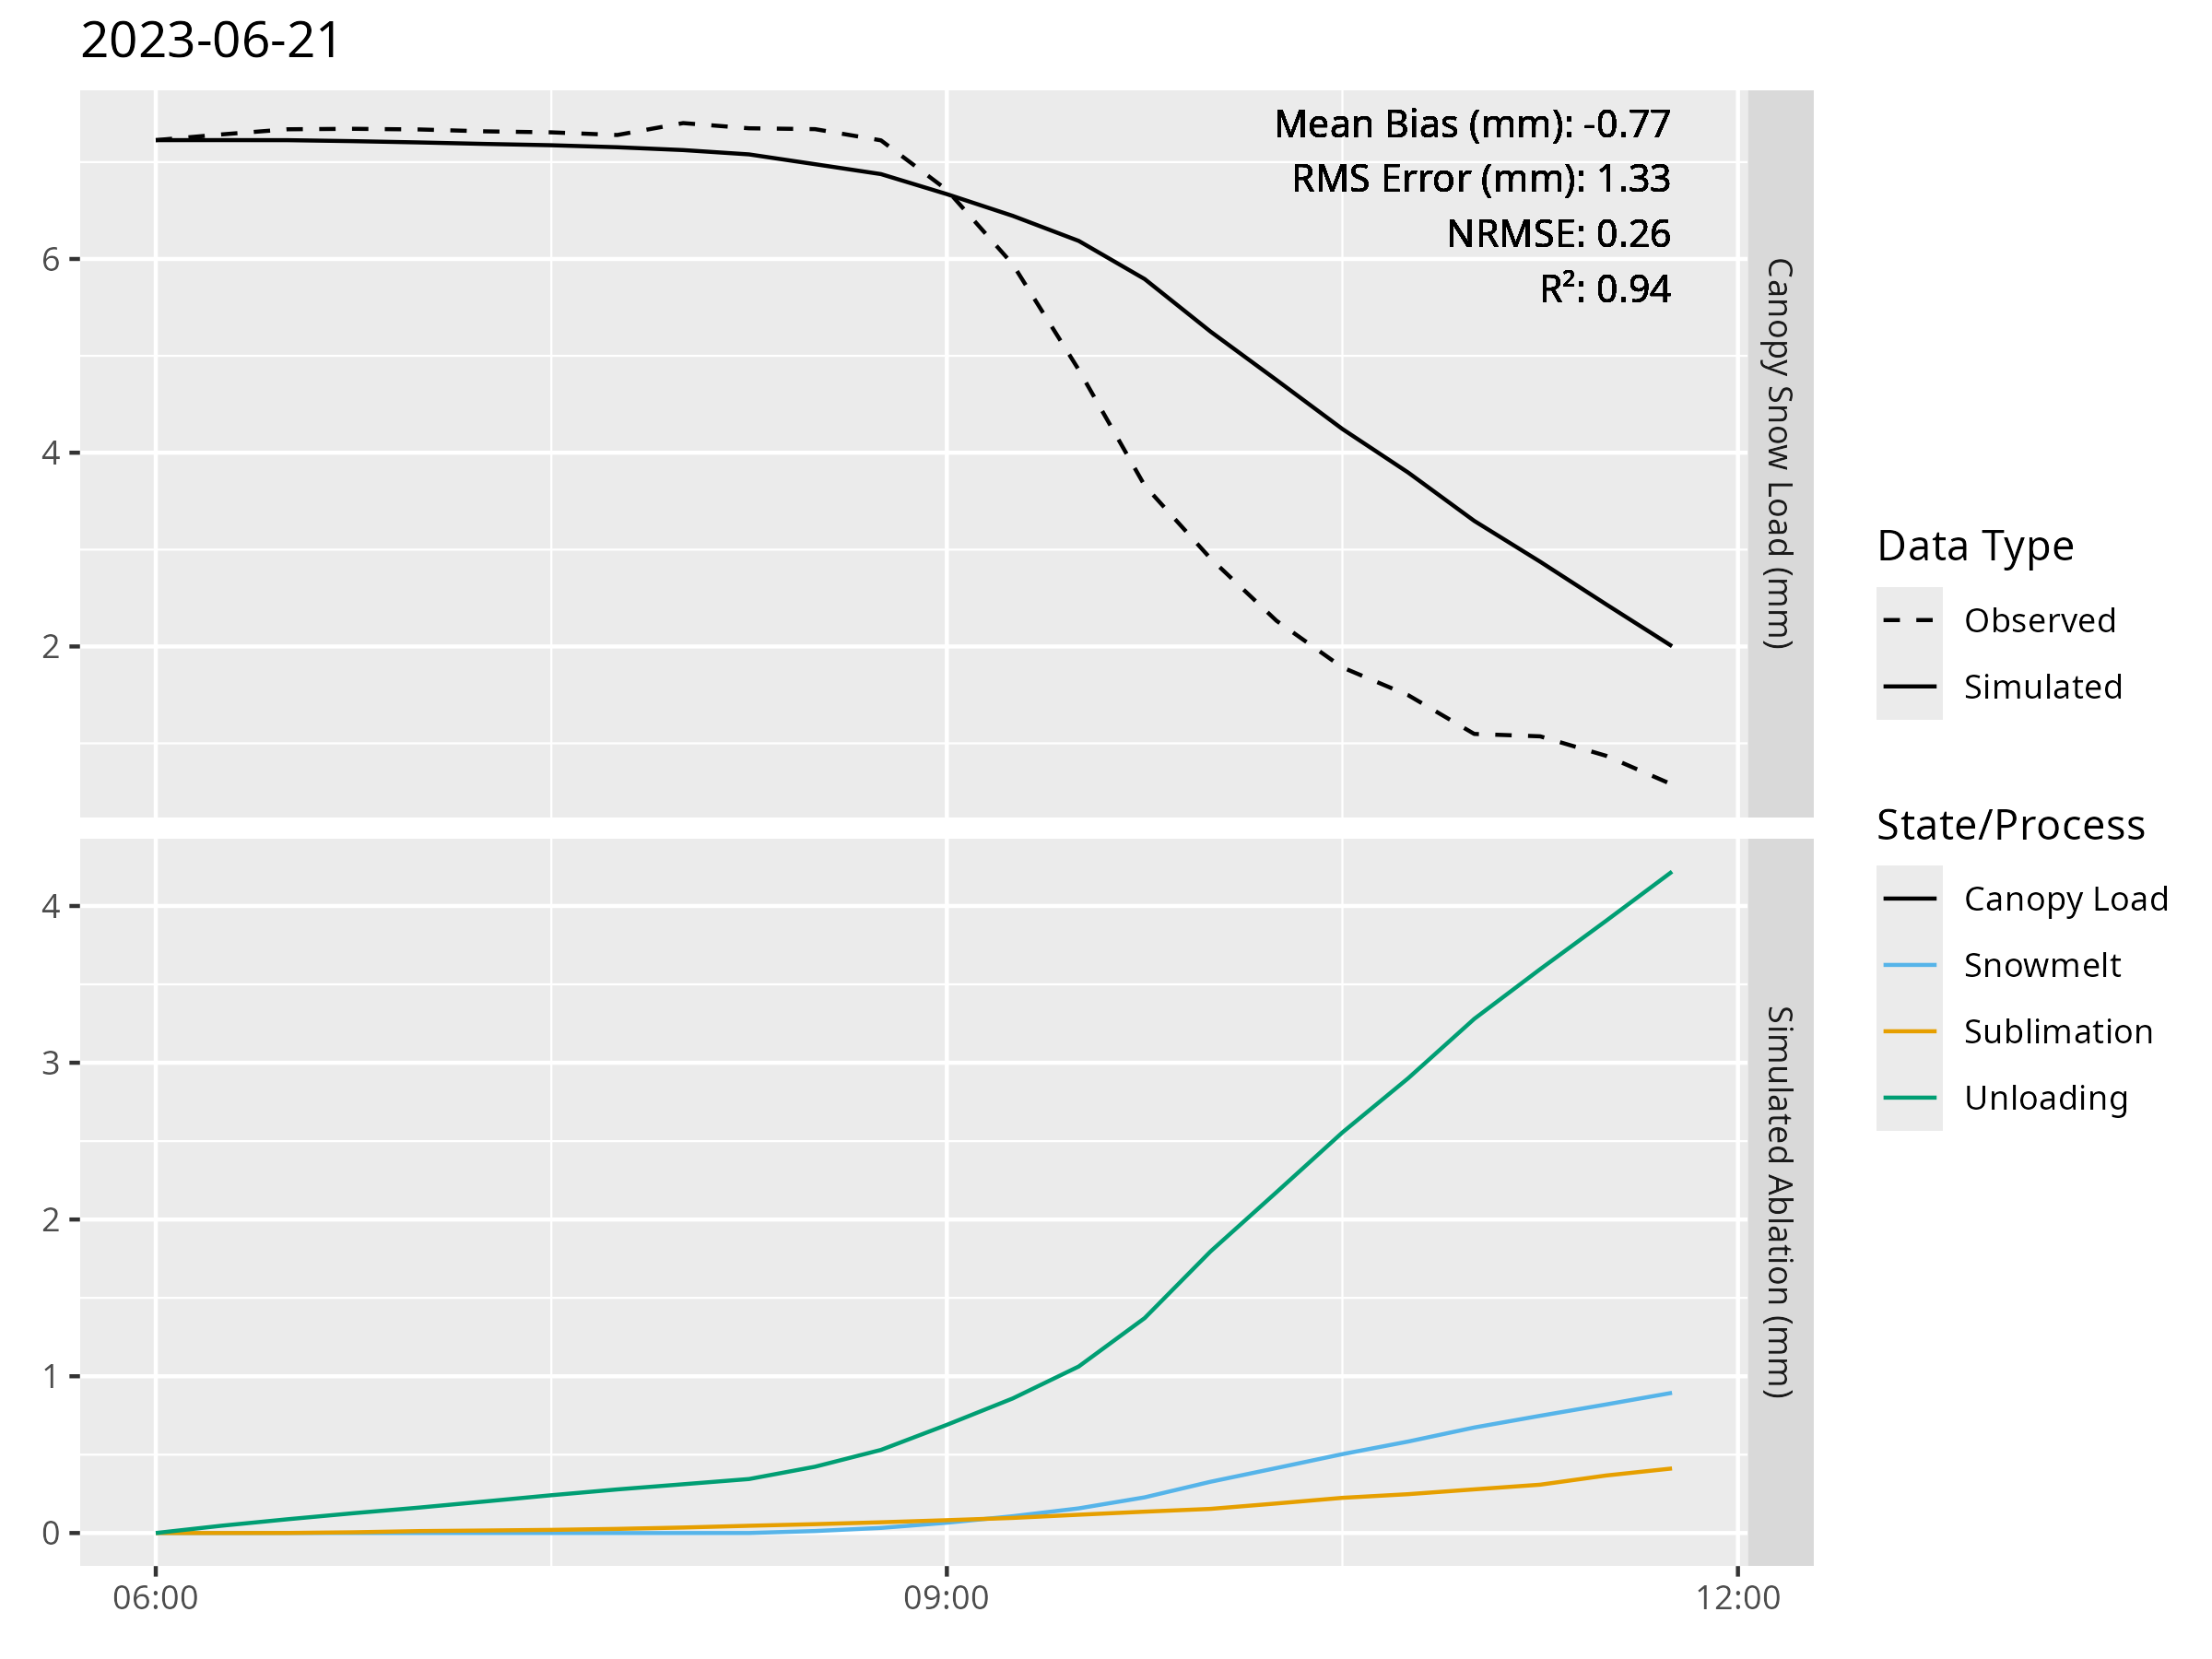 2023-06-21
Mean Bias (mm): -0.77
RMS Error (mm): 1.33
NRMSE: 0.26
R²: 0.94
6
4
2
Canopy Snow Load (mm)
4
3
2
1
0
Simulated Ablation (mm)
06:00
09:00
12:00
Data Type
Observed
Simulated
State/Process
Canopy Load
Snowmelt
Sublimation
Unloading